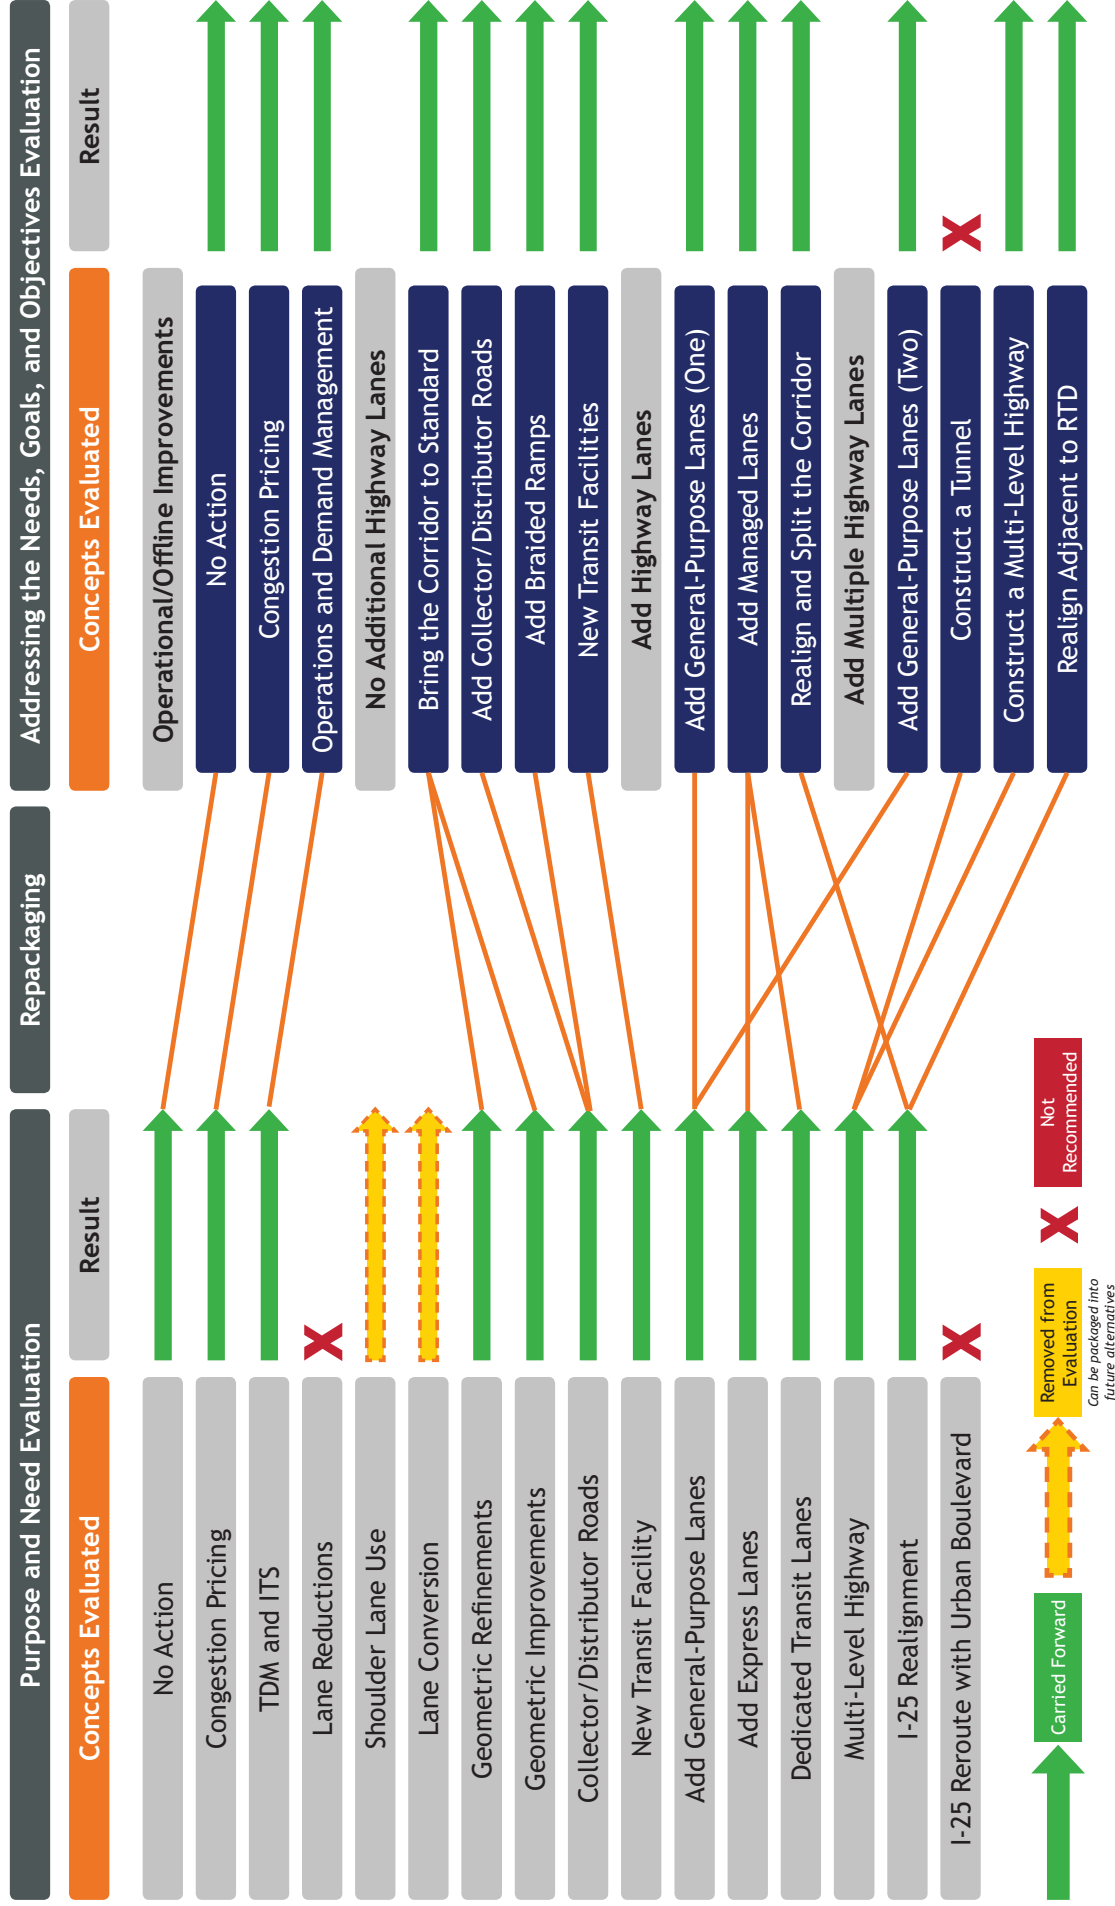 Purpose and Need Evaluation
Repackaging
Addressing the Needs, Goals, and Objectives Evaluation
Concepts Evaluated
Result
Concepts Evaluated
Result
No Action
Congestion Pricing
TDM and ITS
Lane Reductions
X
Shoulder Lane Use
Lane Conversion
Geometric Refinements
Geometric Improvements
Collector/Distributor Roads
New Transit Facility
Add General-Purpose Lanes
Add Express Lanes
Dedicated Transit Lanes
Multi-Level Highway
I-25 Realignment
I-25 Reroute with Urban Boulevard
X
Operational/Offline Improvements
No Action
Congestion Pricing
Operations and Demand Management
No Additional Highway Lanes
Bring the Corridor to Standard
Add Collector/Distributor Roads
Add Braided Ramps
New Transit Facilities
Add Highway Lanes
Add General-Purpose Lanes (One)
Add Managed Lanes
Realign and Split the Corridor
Add Multiple Highway Lanes
Add General-Purpose Lanes (Two)
Construct a Tunnel
X
Construct a Multi-Level Highway
Realign Adjacent to RTD
Carried Forward
Removed from
Evaluation
Can be packaged into
future alternatives
X
Not
Recommended